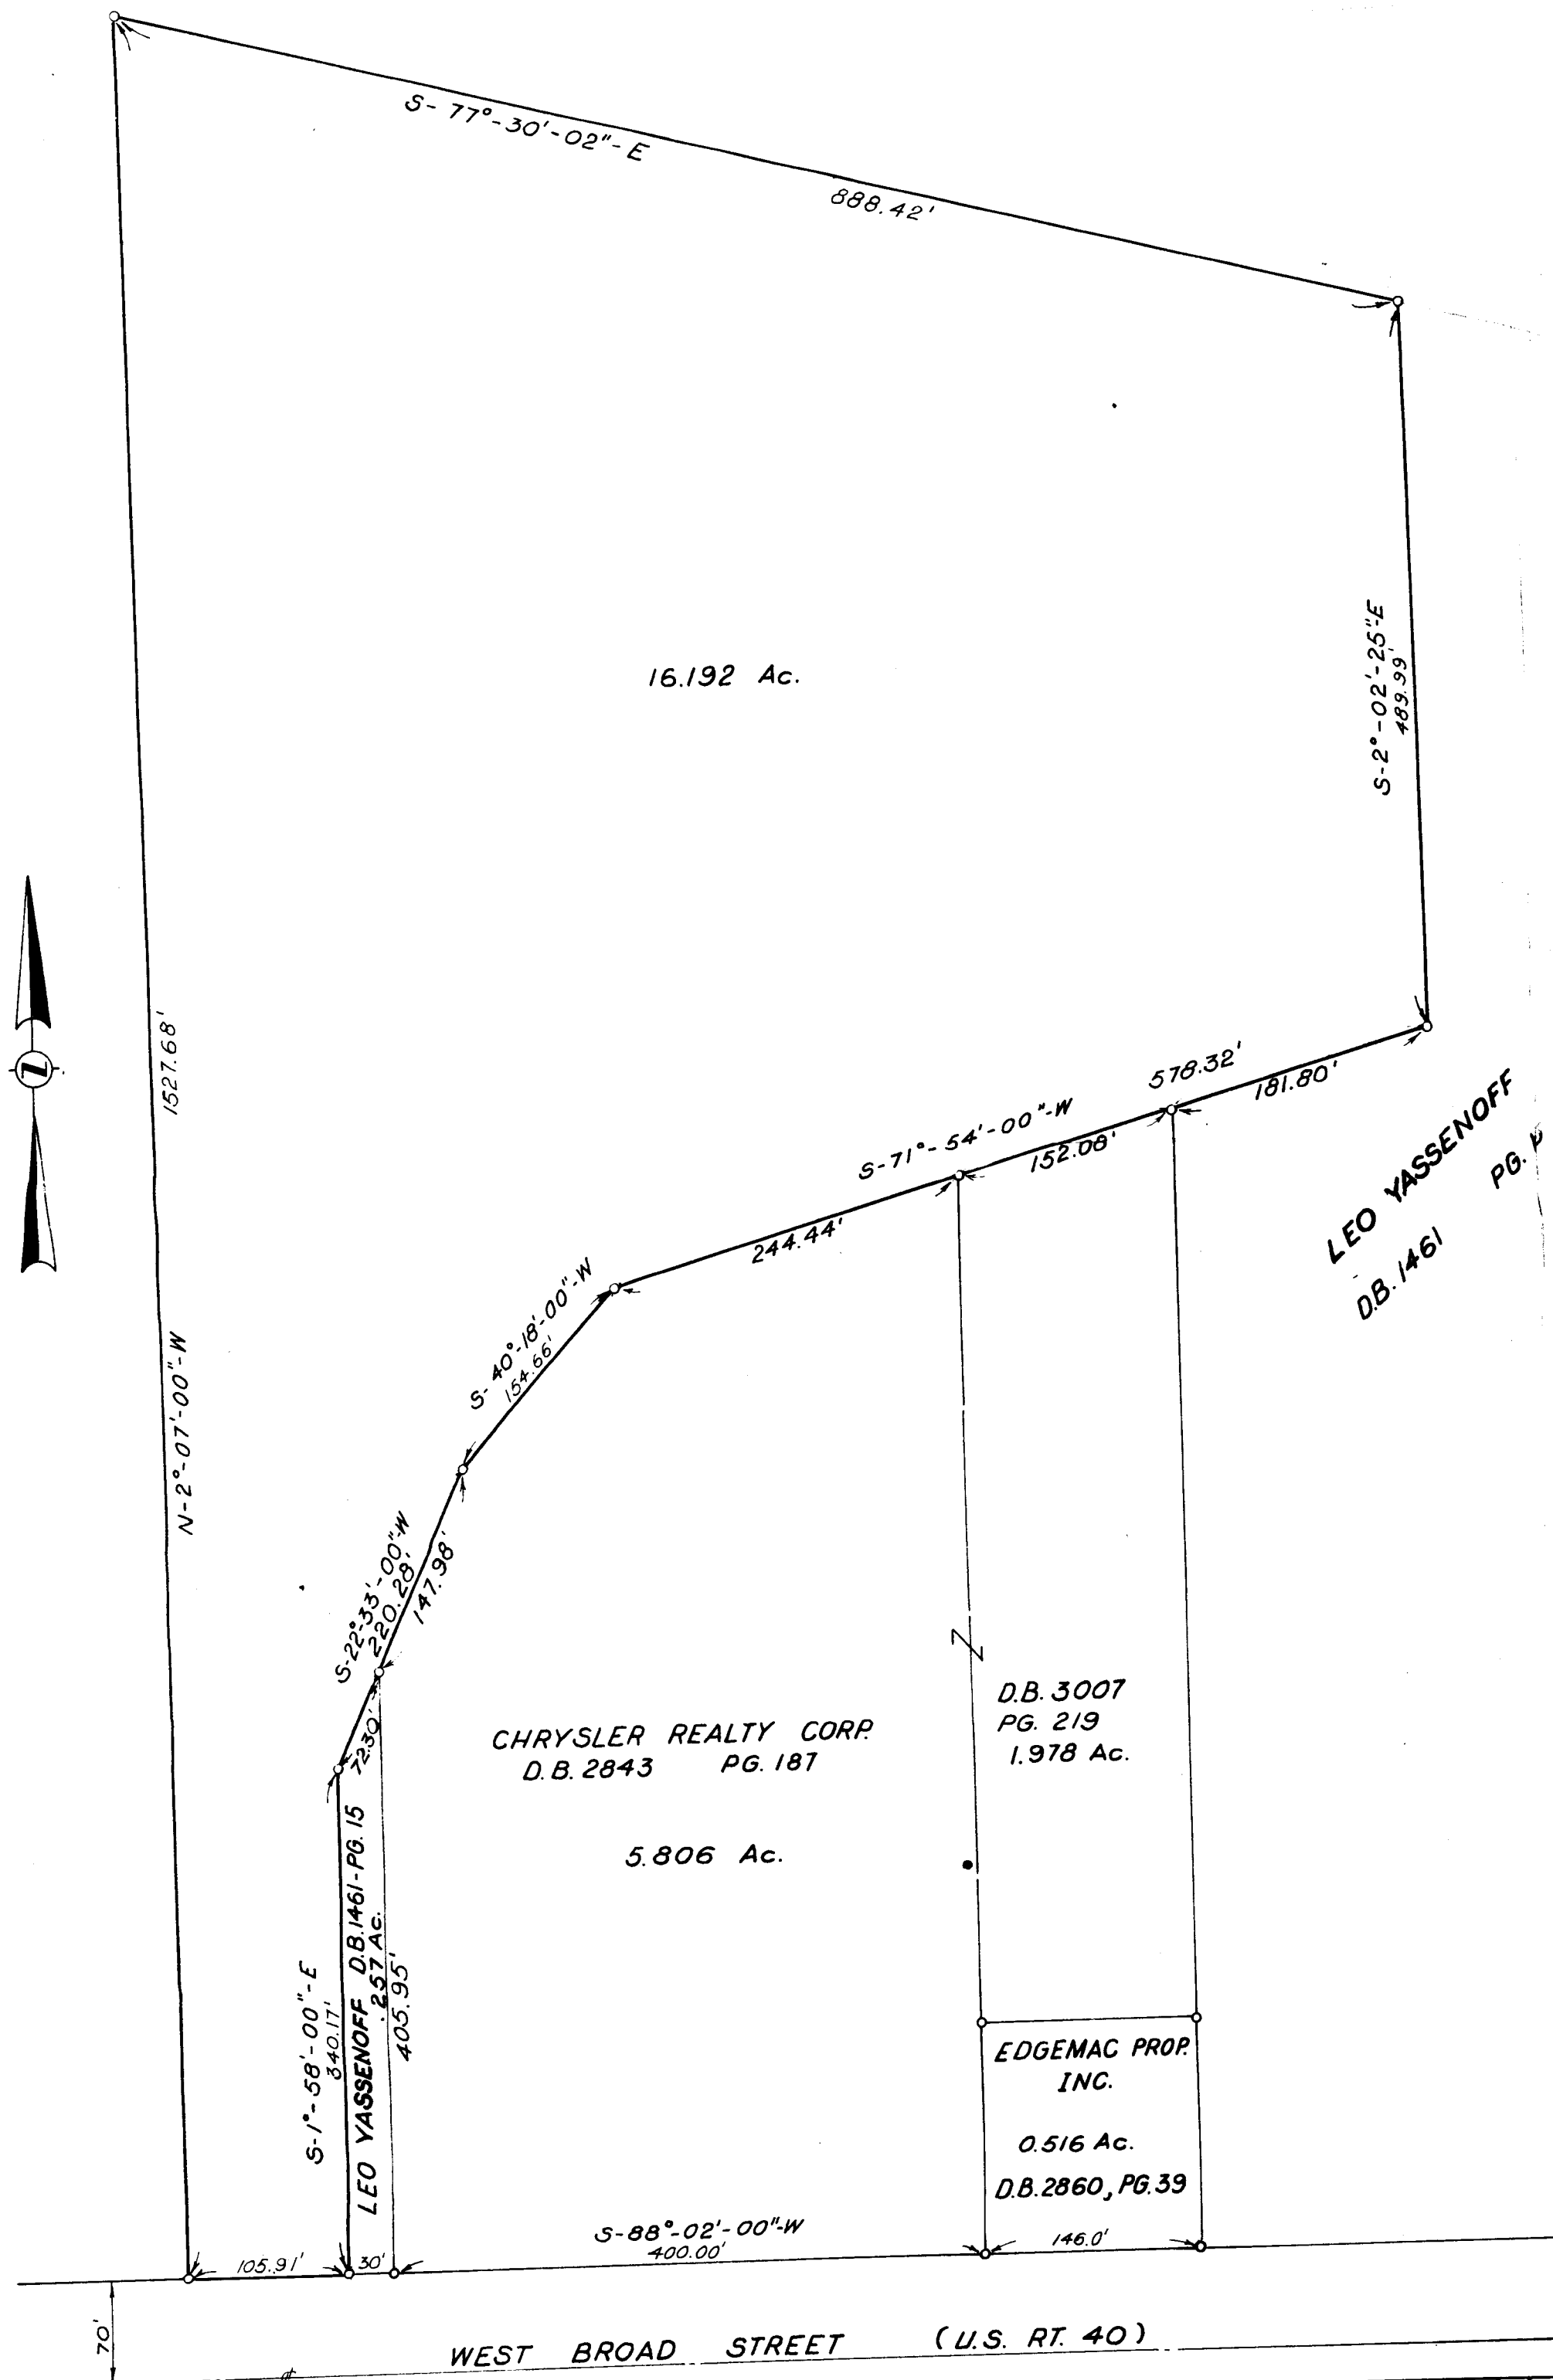 S-77°-30'-02"-E
888.42'
16.192 Ac.
S-2°-02'-25"E
489.99'
1527.68'
N-2°-07'-00"-W
578.32'
181.80'
S-71°-54'-00"-W
152.08'
244.44'
LEO YASSENOFF
D.B. 1461 PG.
S-40°-18'-00"-W
154.66'
S-22°33'-00"-W
220.28'
147.98'
72.30'
CHRYSLER REALTY CORP.
D.B. 2843 PG. 187
5.806 Ac.
D.B. 3007
PG. 219
1.978 Ac.
LEO YASSENOFF D.B.1461-PG.15
.257 Ac.
405.95'
S-1°-58'-00"-E
340.17'
EDGEMAC PROP.
INC.
0.516 Ac.
D.B.2860, PG.39
S-88°-02'-00"-W
400.00'
146.0'
105.91'
30'
70'
WEST BROAD STREET (U.S. RT. 40)